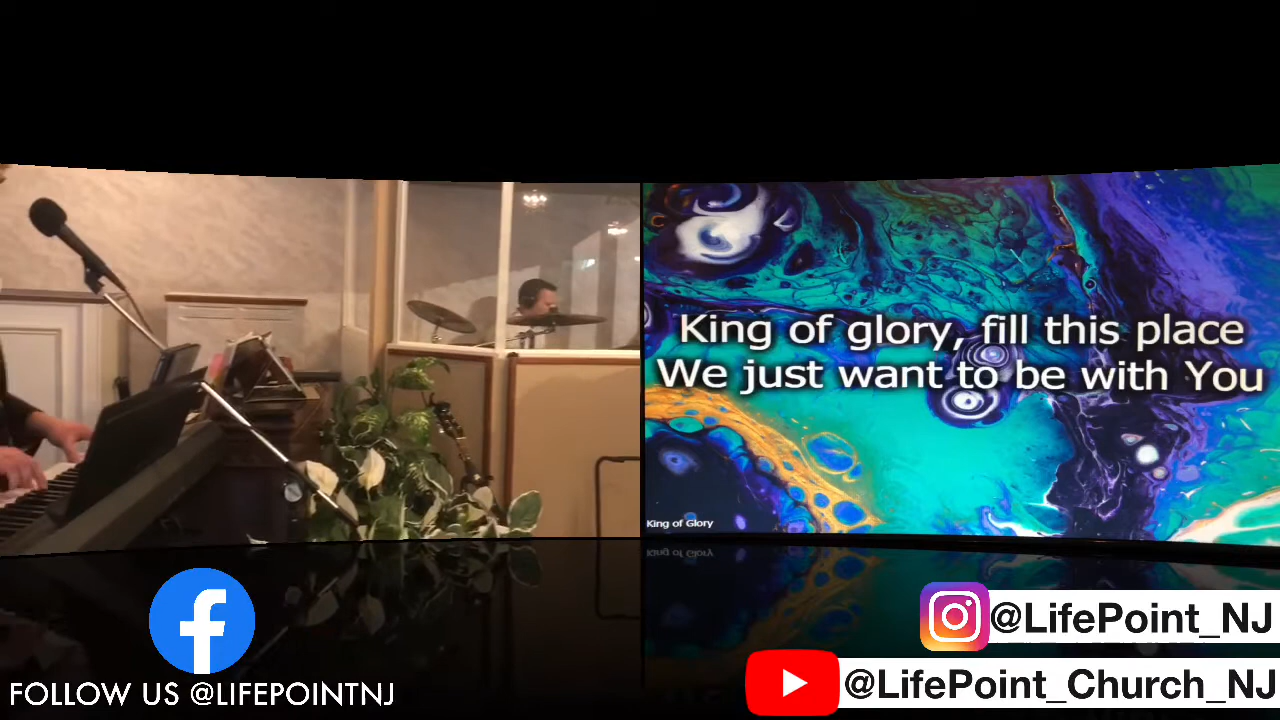 King of glory, fill this place
We just want to be with You
King of Glory
FOLLOW US @LIFEPOINTNJ
@LifePoint_NJ
@LifePoint_Church_NJ